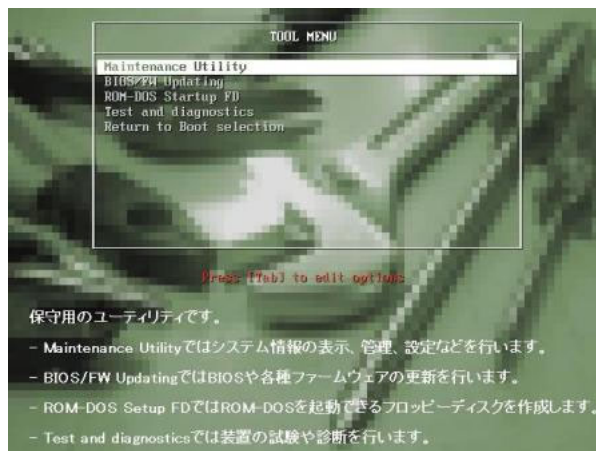 TOOL MENU
Maintenance Utility
BIOS/FW Updating
ROM-DOS Startup FD
Test and diagnostics
Return to Boot selection
Press [Tab] to edit options
保守用のユーティリティです。
- Maintenance Utilityではシステム情報の表示、管理、設定などを行います。
- BIOS/FW UpdatingではBIOSや各種ファームウェアの更新を行います。
- ROM-DOS Setup FDではROM-DOSを起動できるフロッピーディスクを作成します。
- Test and diagnosticsでは装置の試験や診断を行います。